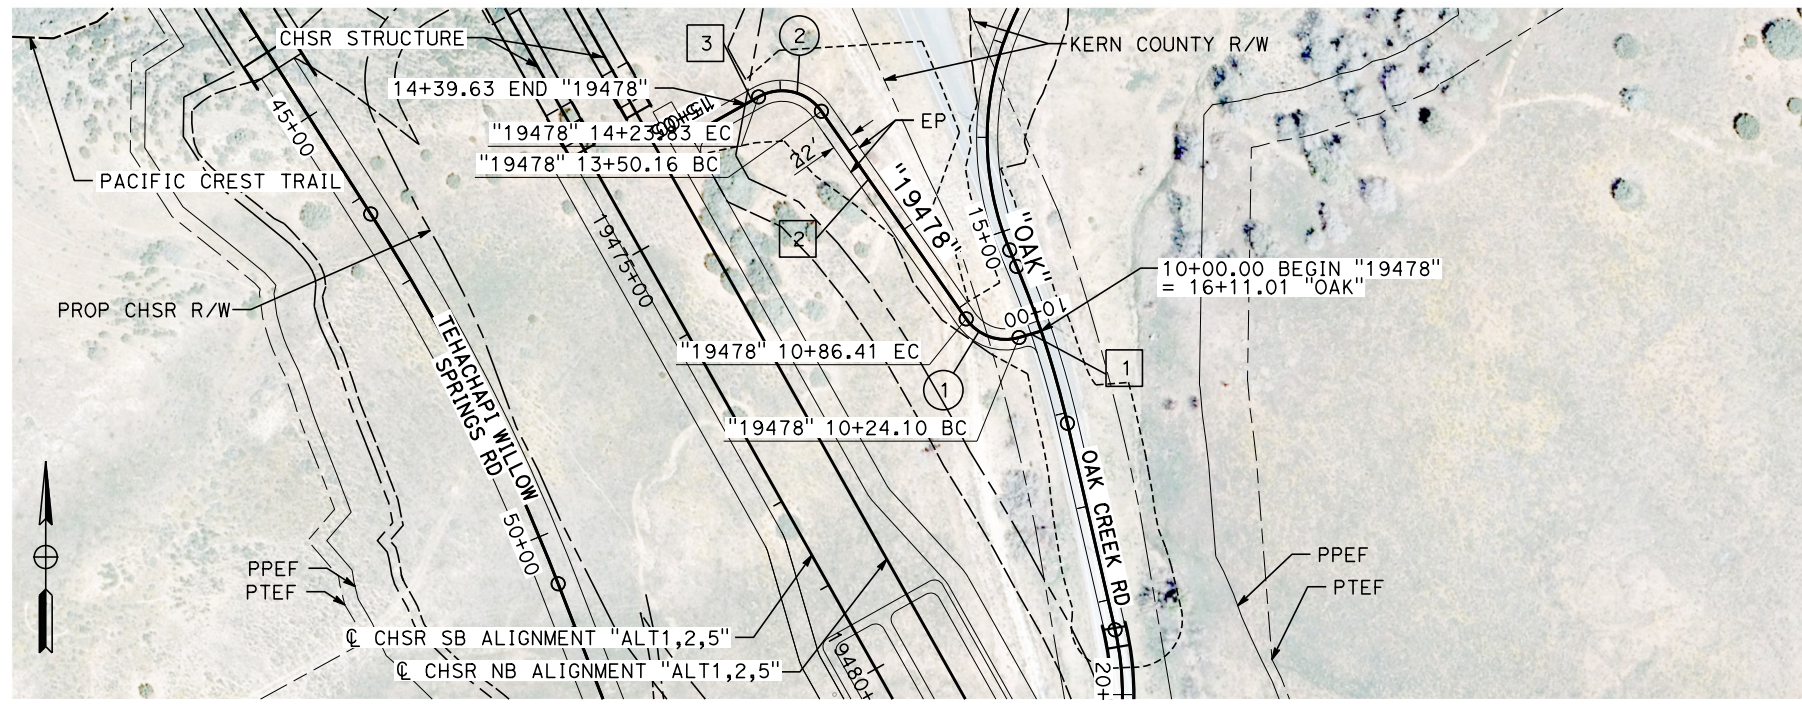 CHSR STRUCTURE
3
2
KERN COUNTY R/W
14+39.63 END "19478"
45+00
15+05
EP
"19478" 14+23.83 EC
22'
"19478" 13+50.16 BC
PACIFIC CREST TRAIL
"19478"
2
15+00
"OAK"
19475+00
10+00.00 BEGIN "19478"
= 16+11.01 "OAK"
PROP CHSR R/W
10+00
TEHACHAPI WILLOW
SPRINGS RD
"19478" 10+86.41 EC
1
1
"19478" 10+24.10 BC
OAK CREEK RD
50+00
PPEF
PTEF
PPEF
PTEF
℄ CHSR SB ALIGNMENT "ALT1,2,5"
℄ CHSR NB ALIGNMENT "ALT1,2,5"
19480+
20+